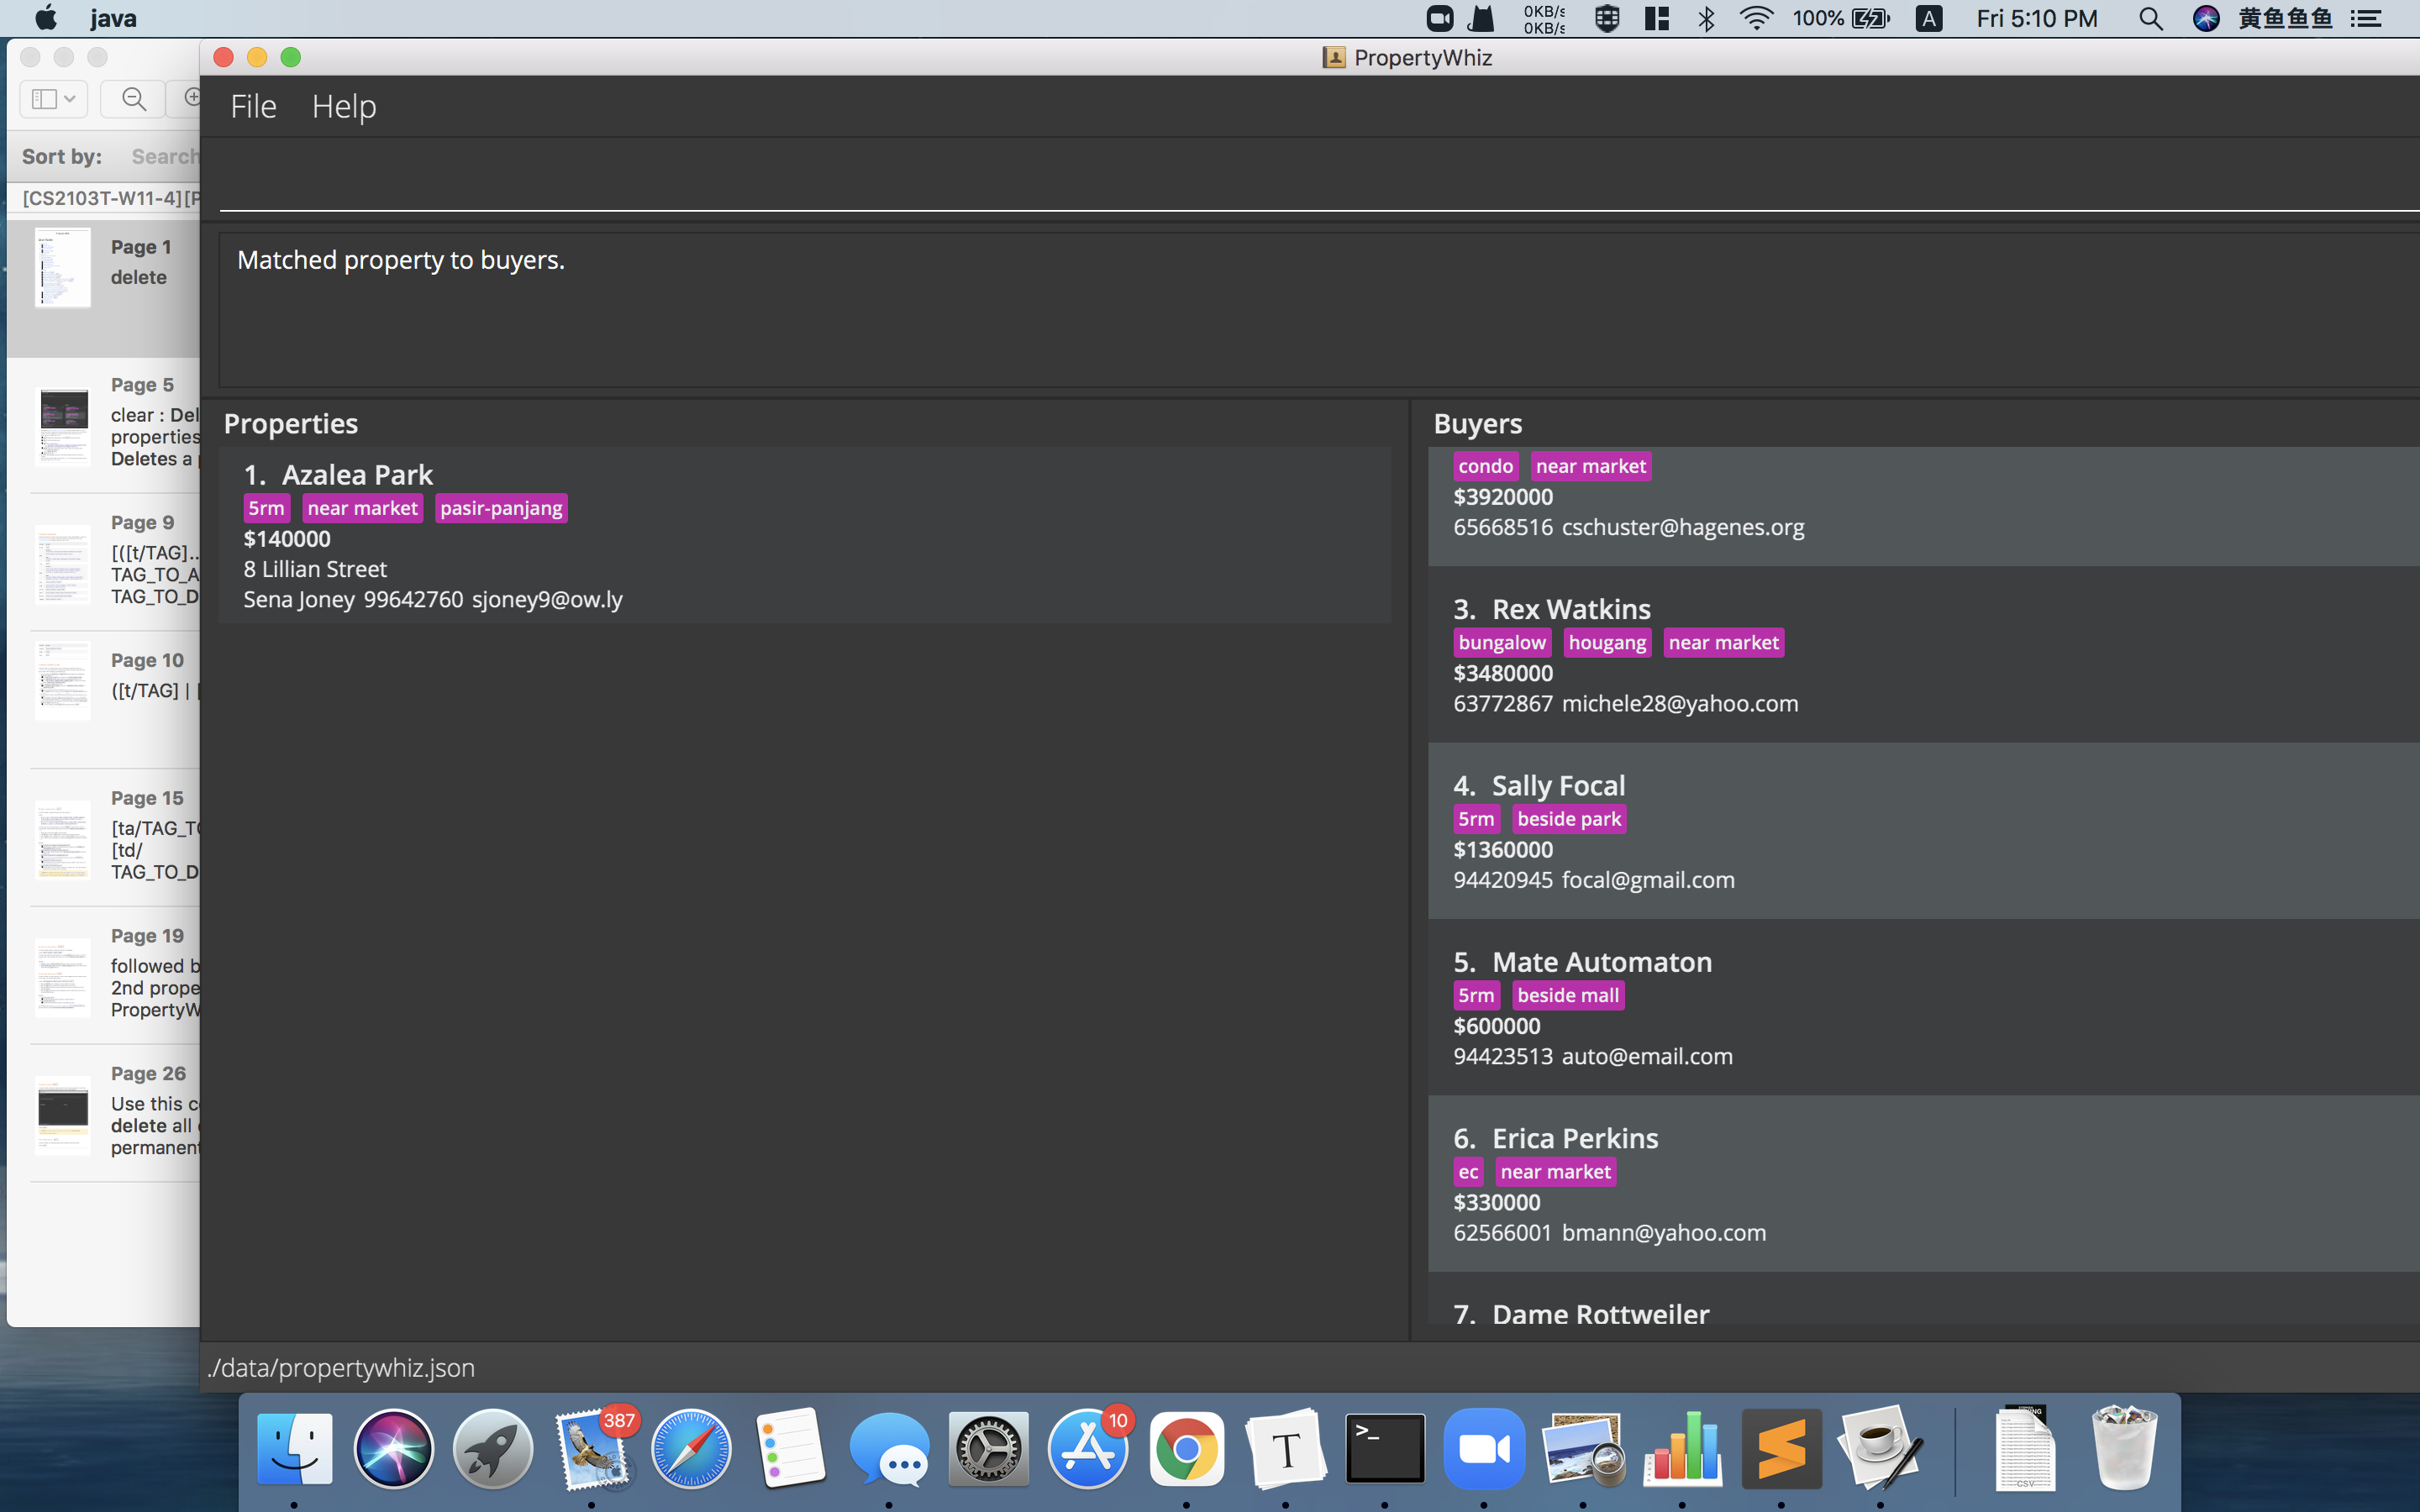 java
0KB/s
0KB/s
100%
A
Fri 5:10 PM
黄鱼鱼鱼
PropertyWhiz
File Help
Sort by: Search
[CS2103T-W11-4][P
Matched property to buyers.
Page 1
delete
Page 5
clear : Del
properties
Deletes a
Page 9
[([t/TAG]..
TAG_TO_A
TAG_TO_D
Page 10
([t/TAG] | [
Page 15
[ta/TAG_TO
[td/
TAG_TO_D
Page 19
followed b
2nd prope
PropertyW
Page 26
Use this c
delete all
permanent
Properties
1. Azalea Park
5rm near market pasir-panjang
$140000
8 Lillian Street
Sena Joney 99642760 sjoney9@ow.ly
Buyers
condo near market
$3920000
65668516 cschuster@hagenes.org
3. Rex Watkins
bungalow hougang near market
$3480000
63772867 michele28@yahoo.com
4. Sally Focal
5rm beside park
$1360000
94420945 focal@gmail.com
5. Mate Automaton
5rm beside mall
$600000
94423513 auto@email.com
6. Erica Perkins
ec near market
$330000
62566001 bmann@yahoo.com
7. Dame Rottweiler
./data/propertywhiz.json
387
10
T
>_
CSV